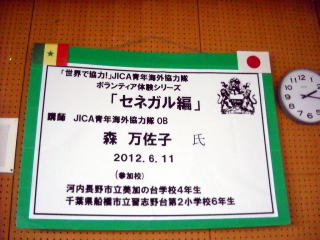 「世界で協力!」JICA青年海外協力隊
ボランティア体験シリーズ
「セネガル編」
講師 JICA青年海外協力隊 OB
森 万佐子 氏
2012.6.11
(参加校)
河内長野市立美加の台学校4年生
千葉県船橋市立習志野台第2小学校6年生